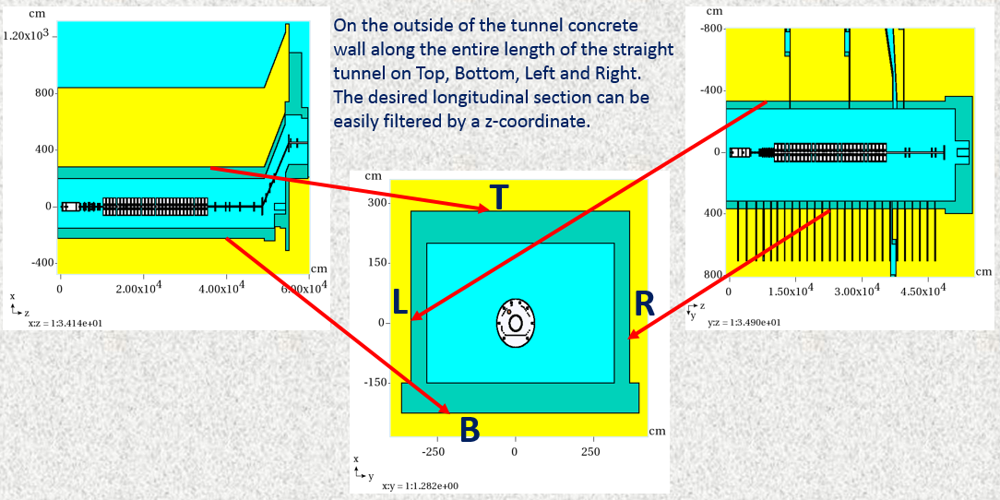 cm
1.20x10³
800
400
0
-400
0
2.00x10⁴
4.00x10⁴
6.00x10⁴
cm
x
z
x:z = 1:3.414e+01
On the outside of the tunnel concrete
wall along the entire length of the straight
tunnel on Top, Bottom, Left and Right.
The desired longitudinal section can be
easily filtered by a z-coordinate.
cm
-800
-400
0
400
800
0
1.50x10⁴
3.00x10⁴
4.50x10⁴
cm
z
y
y:z = 1:3.490e+01
cm
300
150
0
-150
T
L
R
B
-250
0
250
cm
x
y
x:y = 1:1.282e+00